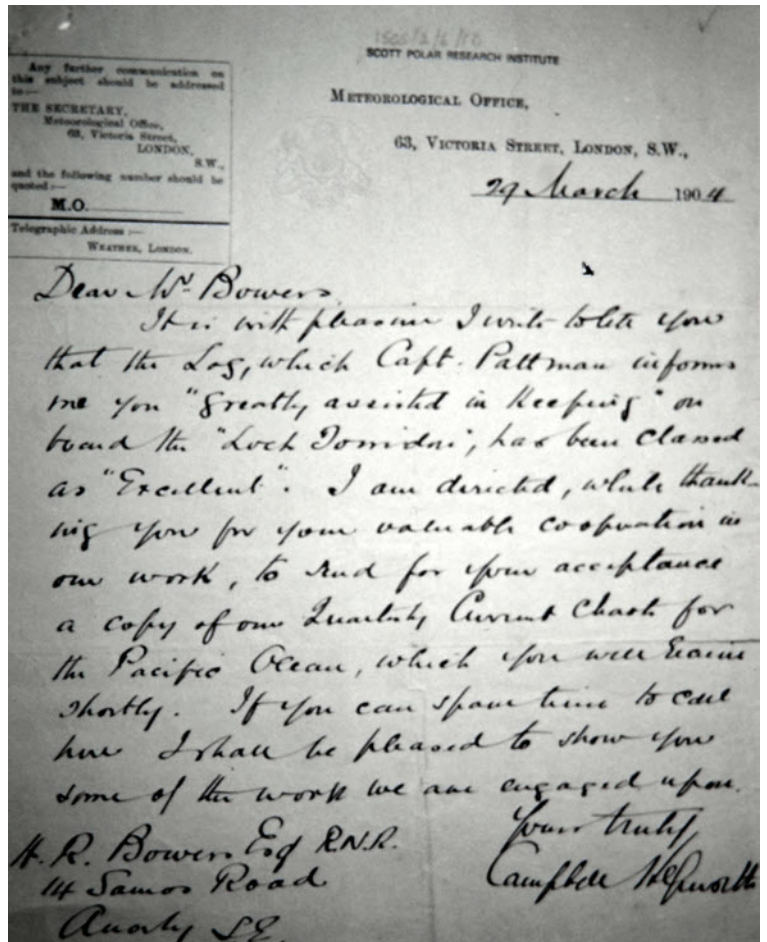 1505/2/6/10
SCOTT POLAR RESEARCH INSTITUTE
Any further communication on
this subject should be addressed
to:—
THE SECRETARY,
Meteorological Office,
63, Victoria Street,
LONDON,
S.W.,
and the following number should be
quoted:—
M.O.
Telegraphic Address:—
WEATHER, LONDON.
METEOROLOGICAL OFFICE,
63, VICTORIA STREET, LONDON, S.W.,
29 March 1904
Dear Mr Bowers
It is with pleasure I write to you
that the Log, which Capt. Pattman informs
me you "greatly assisted in keeping" on
board the "Loch Torridon", has been classed
as "Excellent". I am directed, while thank-
ing you for your valuable cooperation in
our work, to send for your acceptance
a copy of our Quarterly Current Charts for
the Pacific Ocean, which you will receive
shortly. If you can spare time to call
here I shall be pleased to show you
some of the work we are engaged upon.
Yours truly
Campbell Hepworth
H. R. Bowers Esq R.N.R.
14 Samos Road
Anerly S.E.